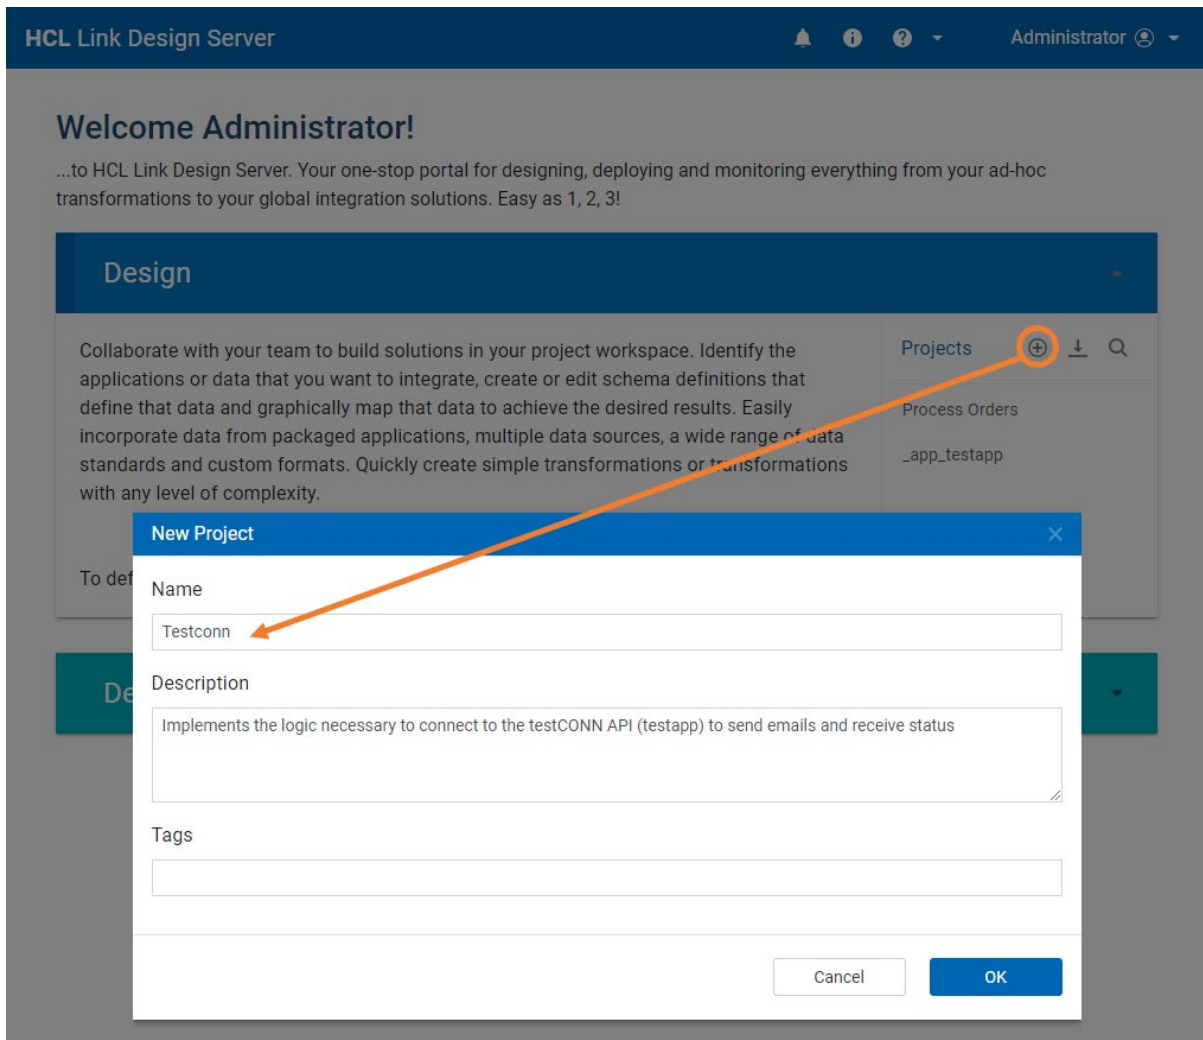 HCL Link Design Server
Administrator
Welcome Administrator!
...to HCL Link Design Server. Your one-stop portal for designing, deploying and monitoring everything from your ad-hoc
transformations to your global integration solutions. Easy as 1, 2, 3!
Design
Collaborate with your team to build solutions in your project workspace. Identify the
applications or data that you want to integrate, create or edit schema definitions that
define that data and graphically map that data to achieve the desired results. Easily
incorporate data from packaged applications, multiple data sources, a wide range of data
standards and custom formats. Quickly create simple transformations or transformations
with any level of complexity.
Projects
Process Orders
_app_testapp
To def
De
New Project
Name
Testconn
Description
Implements the logic necessary to connect to the testCONN API (testapp) to send emails and receive status
Tags
Cancel
OK